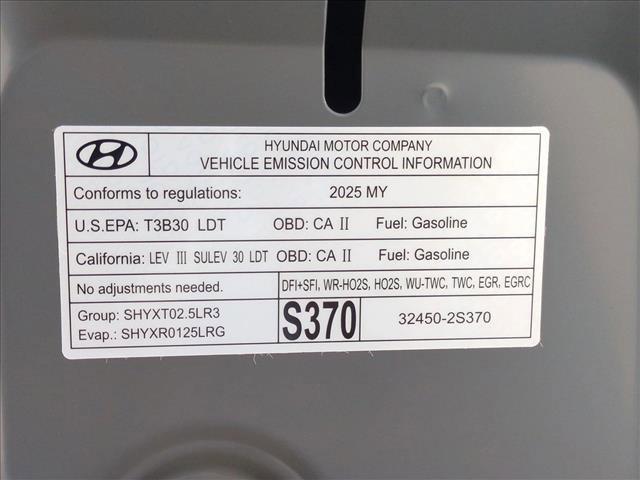 HYUNDAI MOTOR COMPANY
VEHICLE EMISSION CONTROL INFORMATION
Conforms to regulations: 2025 MY
U.S.EPA: T3B30 LDT OBD: CA II Fuel: Gasoline
California: LEV III SULEV 30 LDT OBD: CA II Fuel: Gasoline
No adjustments needed. DFI+SFI, WR-HO2S, HO2S, WU-TWC, TWC, EGR, EGRC
Group: SHYXT02.5LR3
Evap.: SHYXR0125LRG
S370
32450-2S370